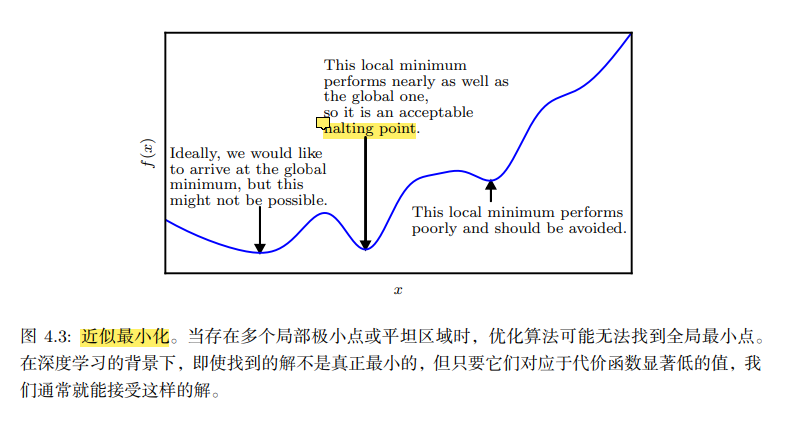 This local minimum
performs nearly as well as
the global one,
so it is an acceptable
halting point.
Ideally, we would like
to arrive at the global
minimum, but this
might not be possible.
This local minimum performs
poorly and should be avoided.
f(x)
x
图 4.3: 近似最小化。当存在多个局部极小点或平坦区域时，优化算法可能无法找到全局最小点。
在深度学习的背景下，即使找到的解不是真正最小的，但只要它们对应于代价函数显著低的值，我
们通常就能接受这样的解。